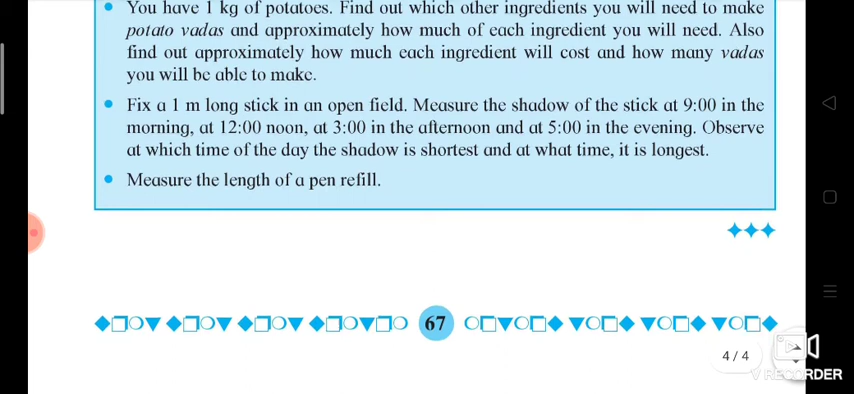 You have 1 kg of potatoes. Find out which other ingredients you will need to make
potato vadas and approximately how much of each ingredient you will need. Also
find out approximately how much each ingredient will cost and how many vadas
you will be able to make.
Fix a 1 m long stick in an open field. Measure the shadow of the stick at 9:00 in the
morning, at 12:00 noon, at 3:00 in the afternoon and at 5:00 in the evening. Observe
at which time of the day the shadow is shortest and at what time, it is longest.
Measure the length of a pen refill.
67
4 / 4
V RECORDER